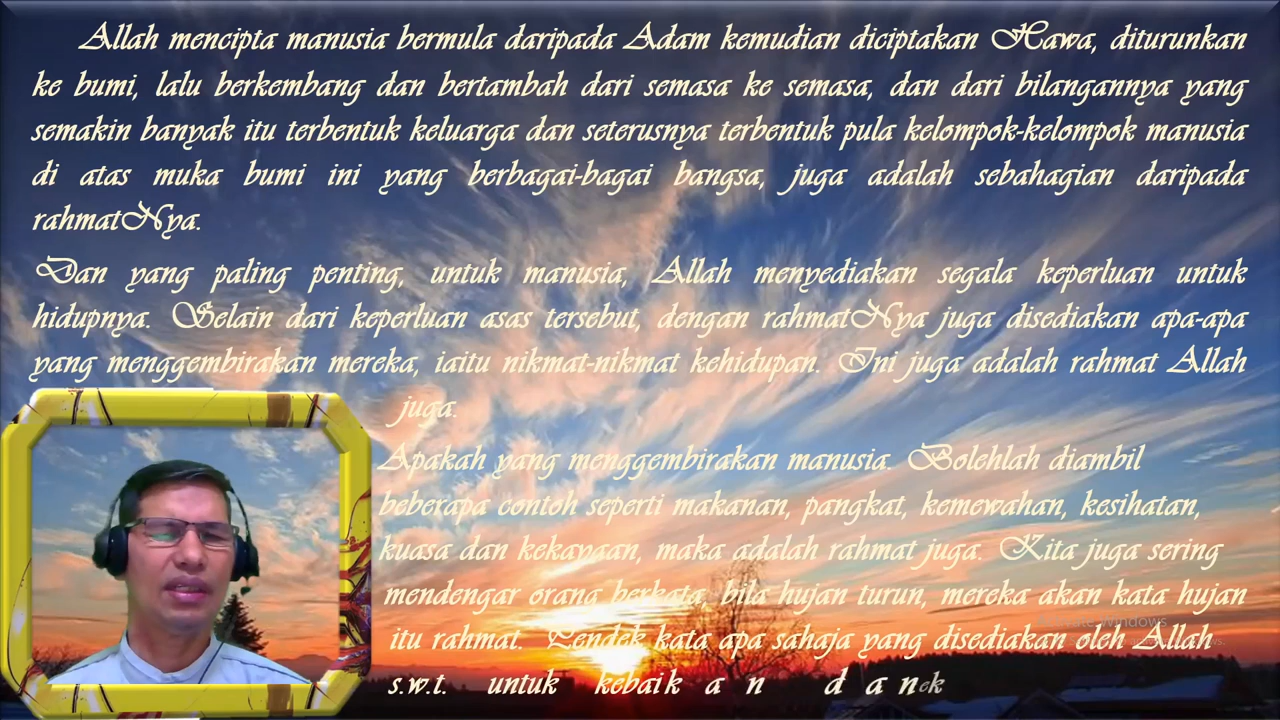 Allah mencipta manusia bermula daripada Adam kemudian diciptakan Hawa, diturunkan
ke bumi, lalu berkembang dan bertambah dari semasa ke semasa, dan dari bilangannya yang
semakin banyak itu terbentuk keluarga dan seterusnya terbentuk pula kelompok-kelompok manusia
di atas muka bumi ini yang berbagai-bagai bangsa, juga adalah sebahagian daripada
rahmatNya.
Dan yang paling penting, untuk manusia, Allah menyediakan segala keperluan untuk
hidupnya. Selain dari keperluan asas tersebut, dengan rahmatNya juga disediakan apa-apa
yang menggembirakan mereka, iaitu nikmat-nikmat kehidupan. Ini juga adalah rahmat Allah
juga.
Apakah yang menggembirakan manusia. Bolehlah diambil
beberapa contoh seperti makanan, pangkat, kemewahan, kesihatan,
kuasa dan kekayaan, maka adalah rahmat juga. Kita juga sering
mendengar orang berkata, bila hujan turun, mereka akan kata hujan
itu rahmat. Pendek kata apa sahaja yang disediakan oleh Allah
s.w.t. untuk kebaik a n d a n ek